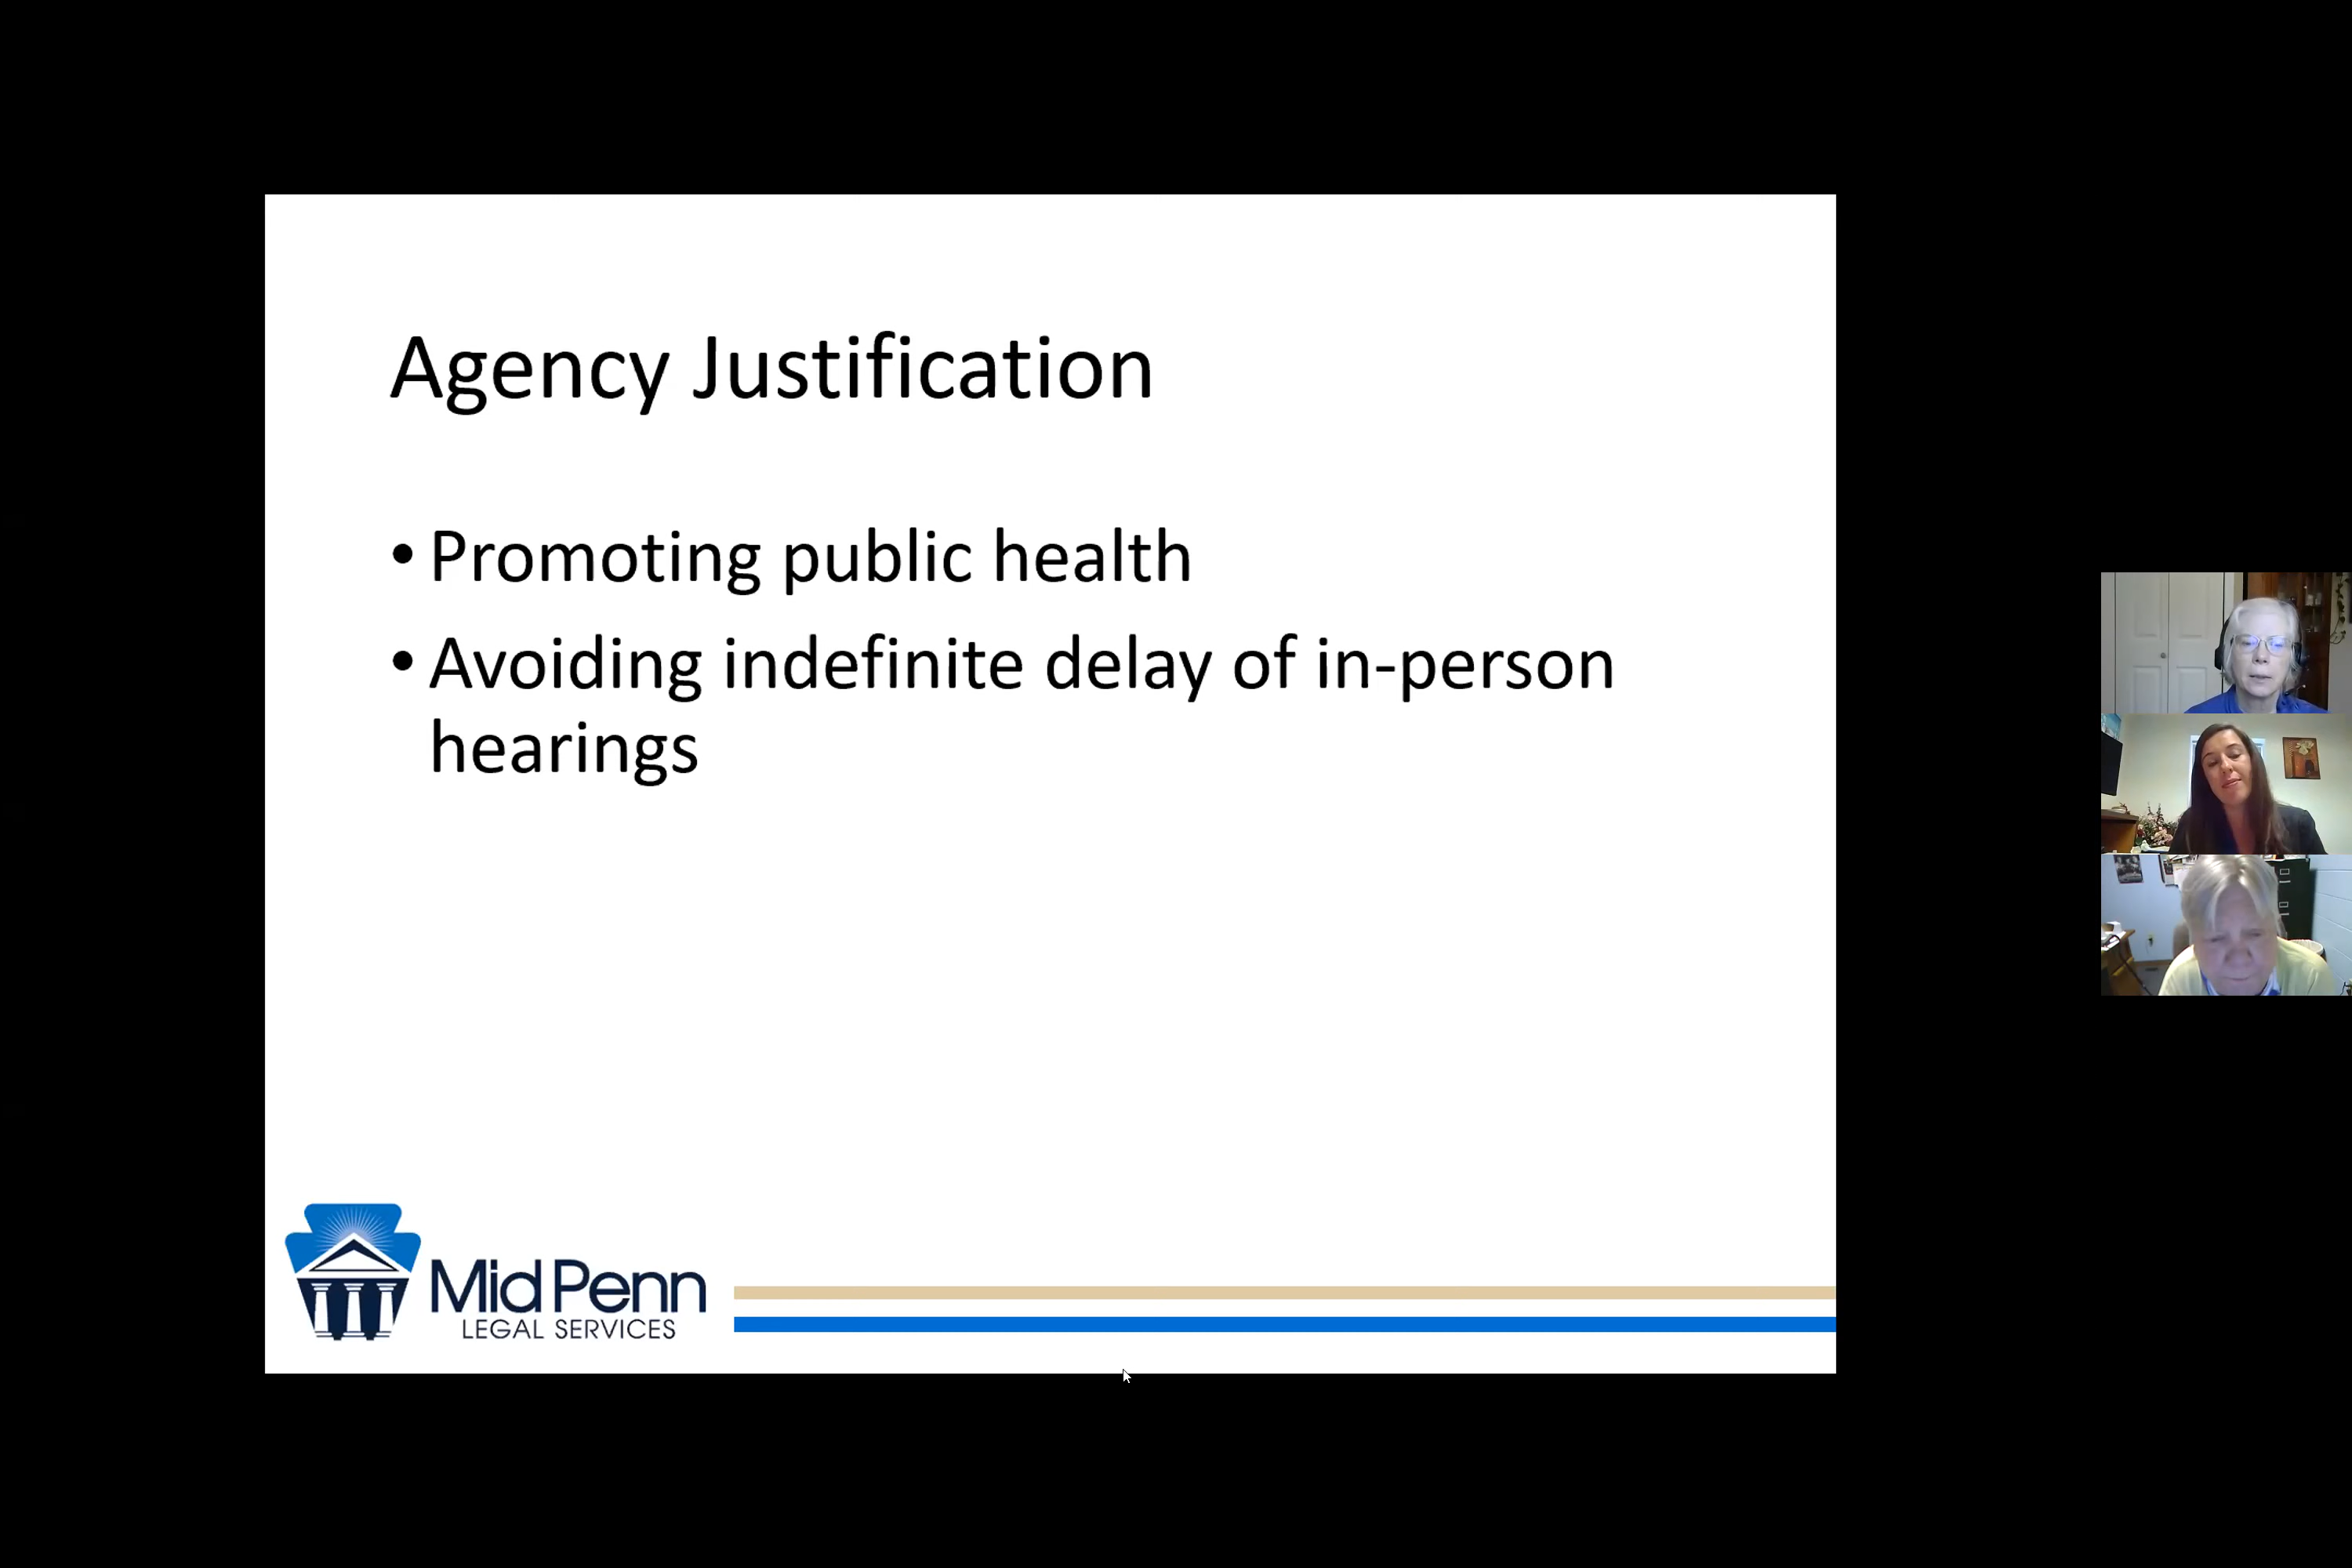 Agency Justification
• Promoting public health
• Avoiding indefinite delay of in-person
hearings
MidPenn
LEGAL SERVICES